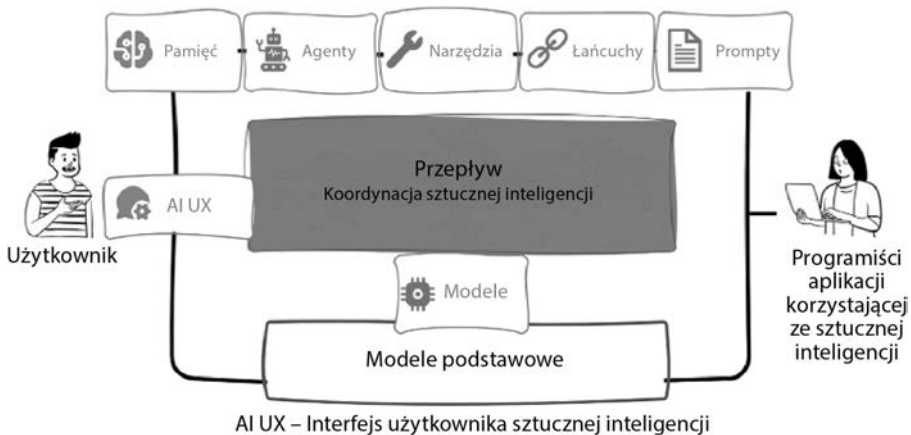 Pamięć
Agenty
Narzędzia
Łańcuchy
Prompty
Przepływ
Koordynacja sztucznej inteligencji
AI UX
Użytkownik
Modele
Programiści
aplikacji
korzystającej
ze sztucznej
inteligencji
Modele podstawowe
AI UX – Interfejs użytkownika sztucznej inteligencji